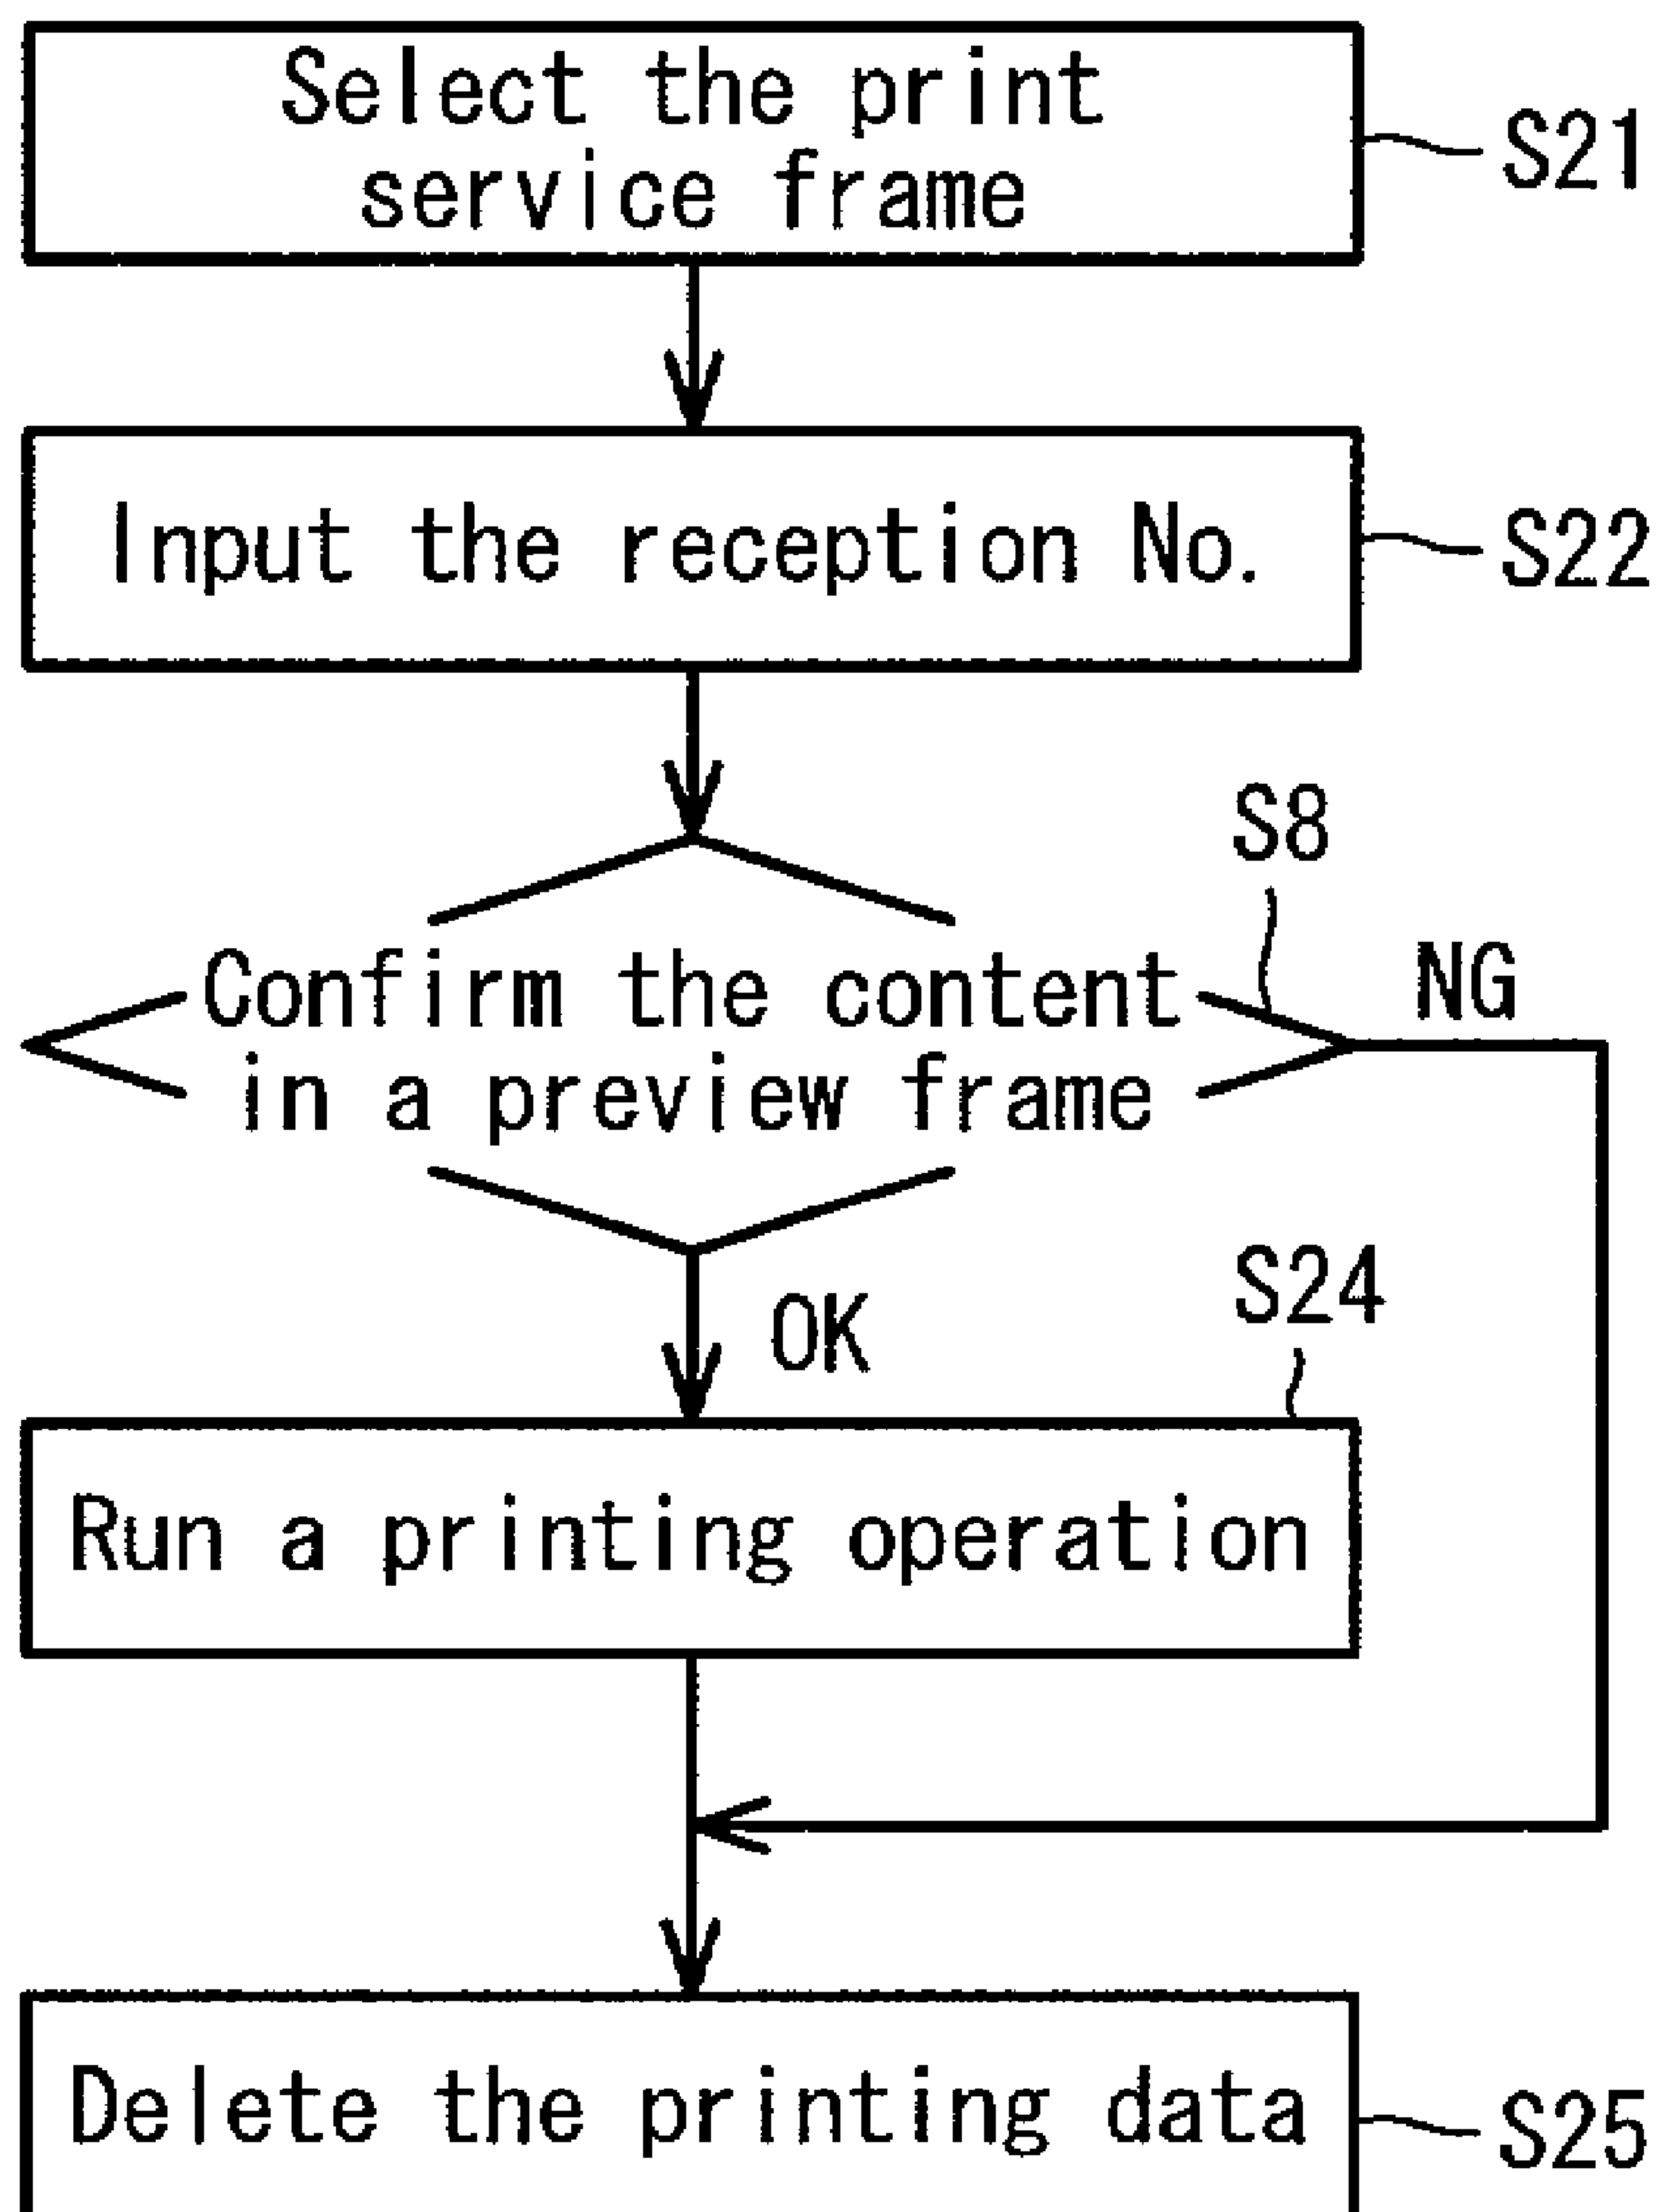 Select the print
service frame
S21
Input the reception No.
S22
S8
Confirm the content
in a preview frame
NG
OK
S24
Run a printing operation
Delete the printing data
S25